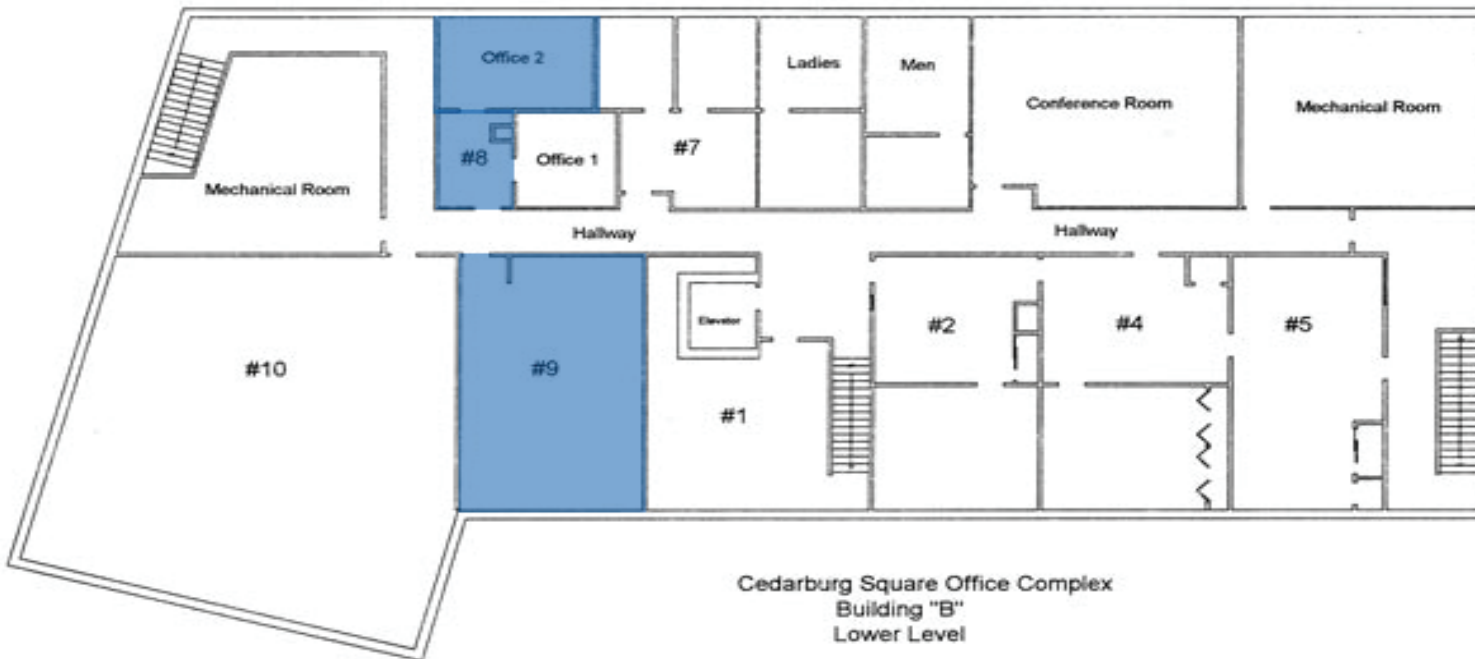 Office 2
Ladies
Men
Conference Room
Mechanical Room
#8
Office 1
#7
Mechanical Room
Hallway
Hallway
Elevator
#2
#4
#5
#10
#9
#1
Cedarburg Square Office Complex
Building "B"
Lower Level